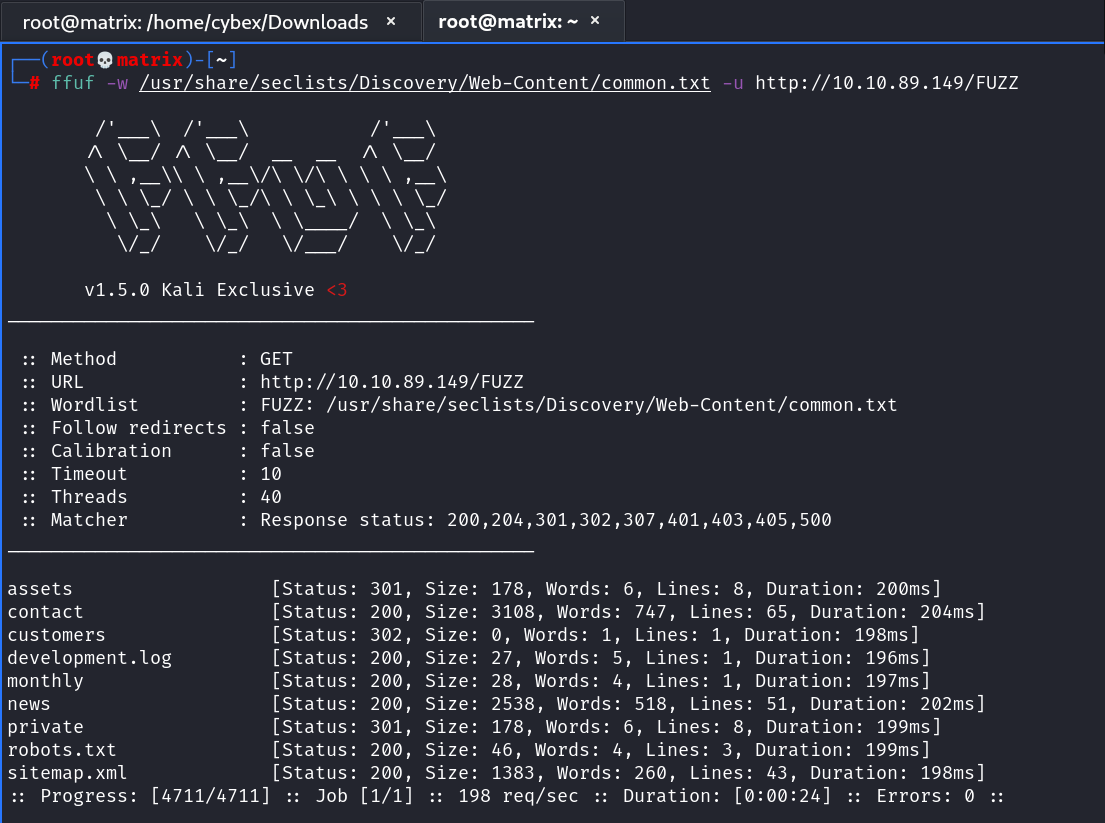 root@matrix: /home/cybex/Downloads × root@matrix: ~ ×
┌──(root💀matrix)-[~]
└─# ffuf -w /usr/share/seclists/Discovery/Web-Content/common.txt -u http://10.10.89.149/FUZZ
        /'___\  /'___\           /'___\
       /\ \__/ /\ \__/  __  __  /\ \__/
       \ \ ,__\\ \ ,__\/\ \/\ \ \ \ ,__\
        \ \ \_/ \ \ \_/\ \ \_\ \ \ \ \_/
         \ \_\   \ \_\  \ \____/  \ \_\
          \/_/    \/_/   \/___/    \/_/
v1.5.0 Kali Exclusive <3
________________________________________________
:: Method           : GET
:: URL              : http://10.10.89.149/FUZZ
:: Wordlist         : FUZZ: /usr/share/seclists/Discovery/Web-Content/common.txt
:: Follow redirects : false
:: Calibration      : false
:: Timeout          : 10
:: Threads          : 40
:: Matcher          : Response status: 200,204,301,302,307,401,403,405,500
________________________________________________
assets                  [Status: 301, Size: 178, Words: 6, Lines: 8, Duration: 200ms]
contact                 [Status: 200, Size: 3108, Words: 747, Lines: 65, Duration: 204ms]
customers               [Status: 302, Size: 0, Words: 1, Lines: 1, Duration: 198ms]
development.log         [Status: 200, Size: 27, Words: 5, Lines: 1, Duration: 196ms]
monthly                 [Status: 200, Size: 28, Words: 4, Lines: 1, Duration: 197ms]
news                    [Status: 200, Size: 2538, Words: 518, Lines: 51, Duration: 202ms]
private                 [Status: 301, Size: 178, Words: 6, Lines: 8, Duration: 199ms]
robots.txt              [Status: 200, Size: 46, Words: 4, Lines: 3, Duration: 199ms]
sitemap.xml             [Status: 200, Size: 1383, Words: 260, Lines: 43, Duration: 198ms]
:: Progress: [4711/4711] :: Job [1/1] :: 198 req/sec :: Duration: [0:00:24] :: Errors: 0 ::